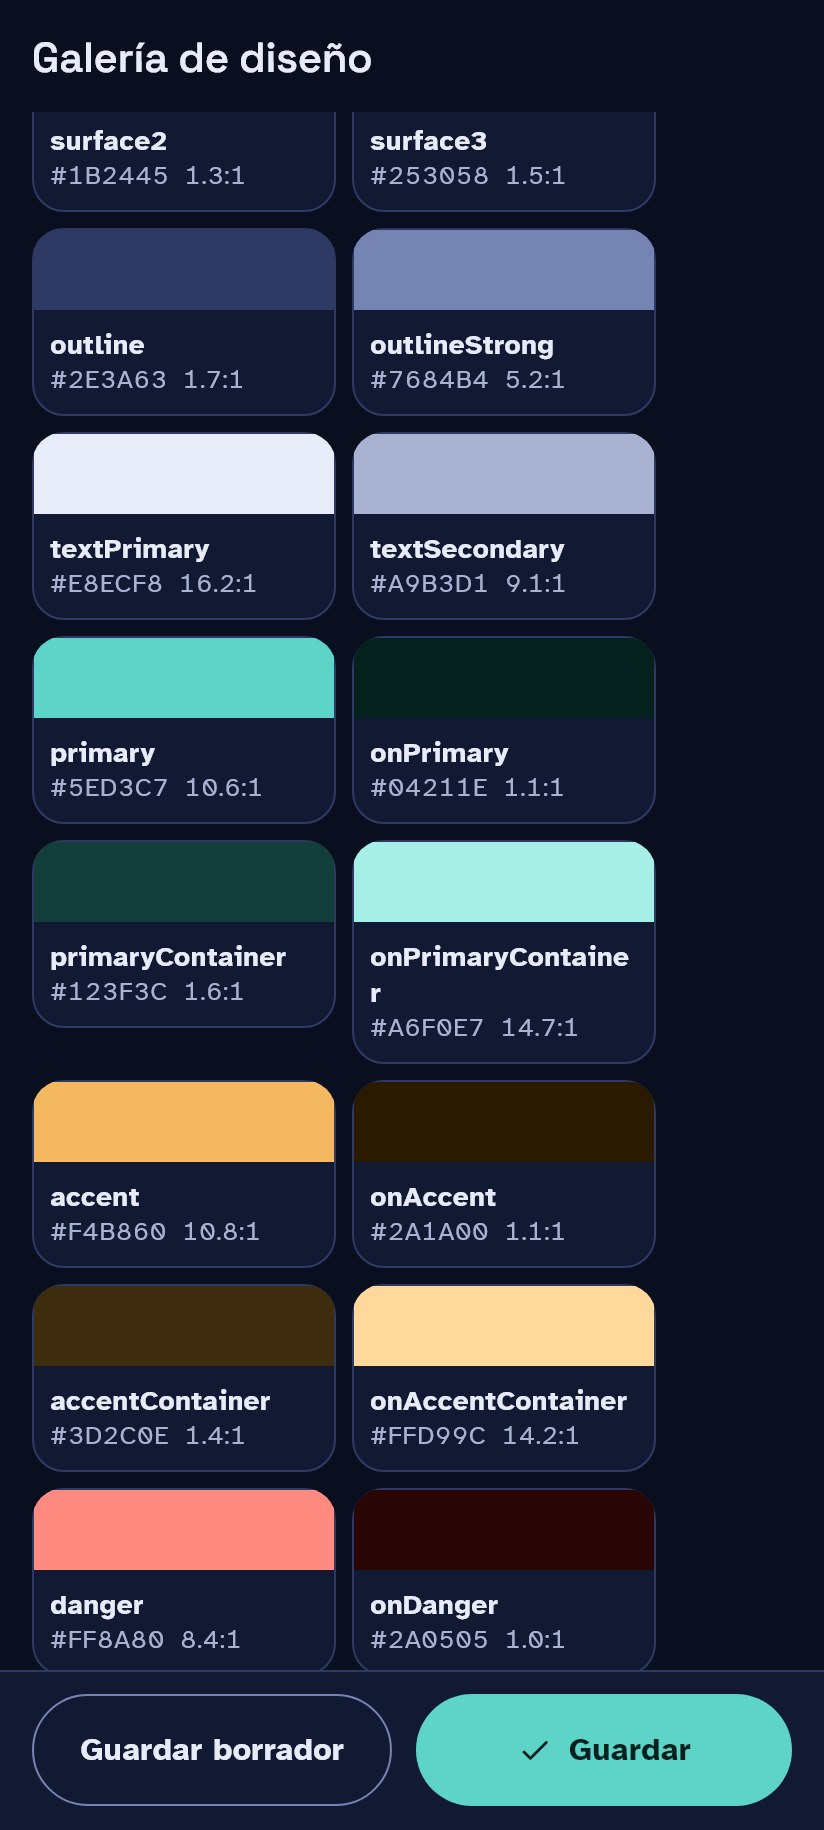 Galería de diseño
surface2
#1B2445 1.3:1
surface3
#253058 1.5:1
outline
#2E3A63 1.7:1
outlineStrong
#7684B4 5.2:1
textPrimary
#E8ECF8 16.2:1
textSecondary
#A9B3D1 9.1:1
primary
#5ED3C7 10.6:1
onPrimary
#04211E 1.1:1
primaryContainer
#123F3C 1.6:1
onPrimaryContaine
r
#A6F0E7 14.7:1
accent
#F4B860 10.8:1
onAccent
#2A1A00 1.1:1
accentContainer
#3D2C0E 1.4:1
onAccentContainer
#FFD99C 14.2:1
danger
#FF8A80 8.4:1
onDanger
#2A0505 1.0:1
Guardar borrador
Guardar